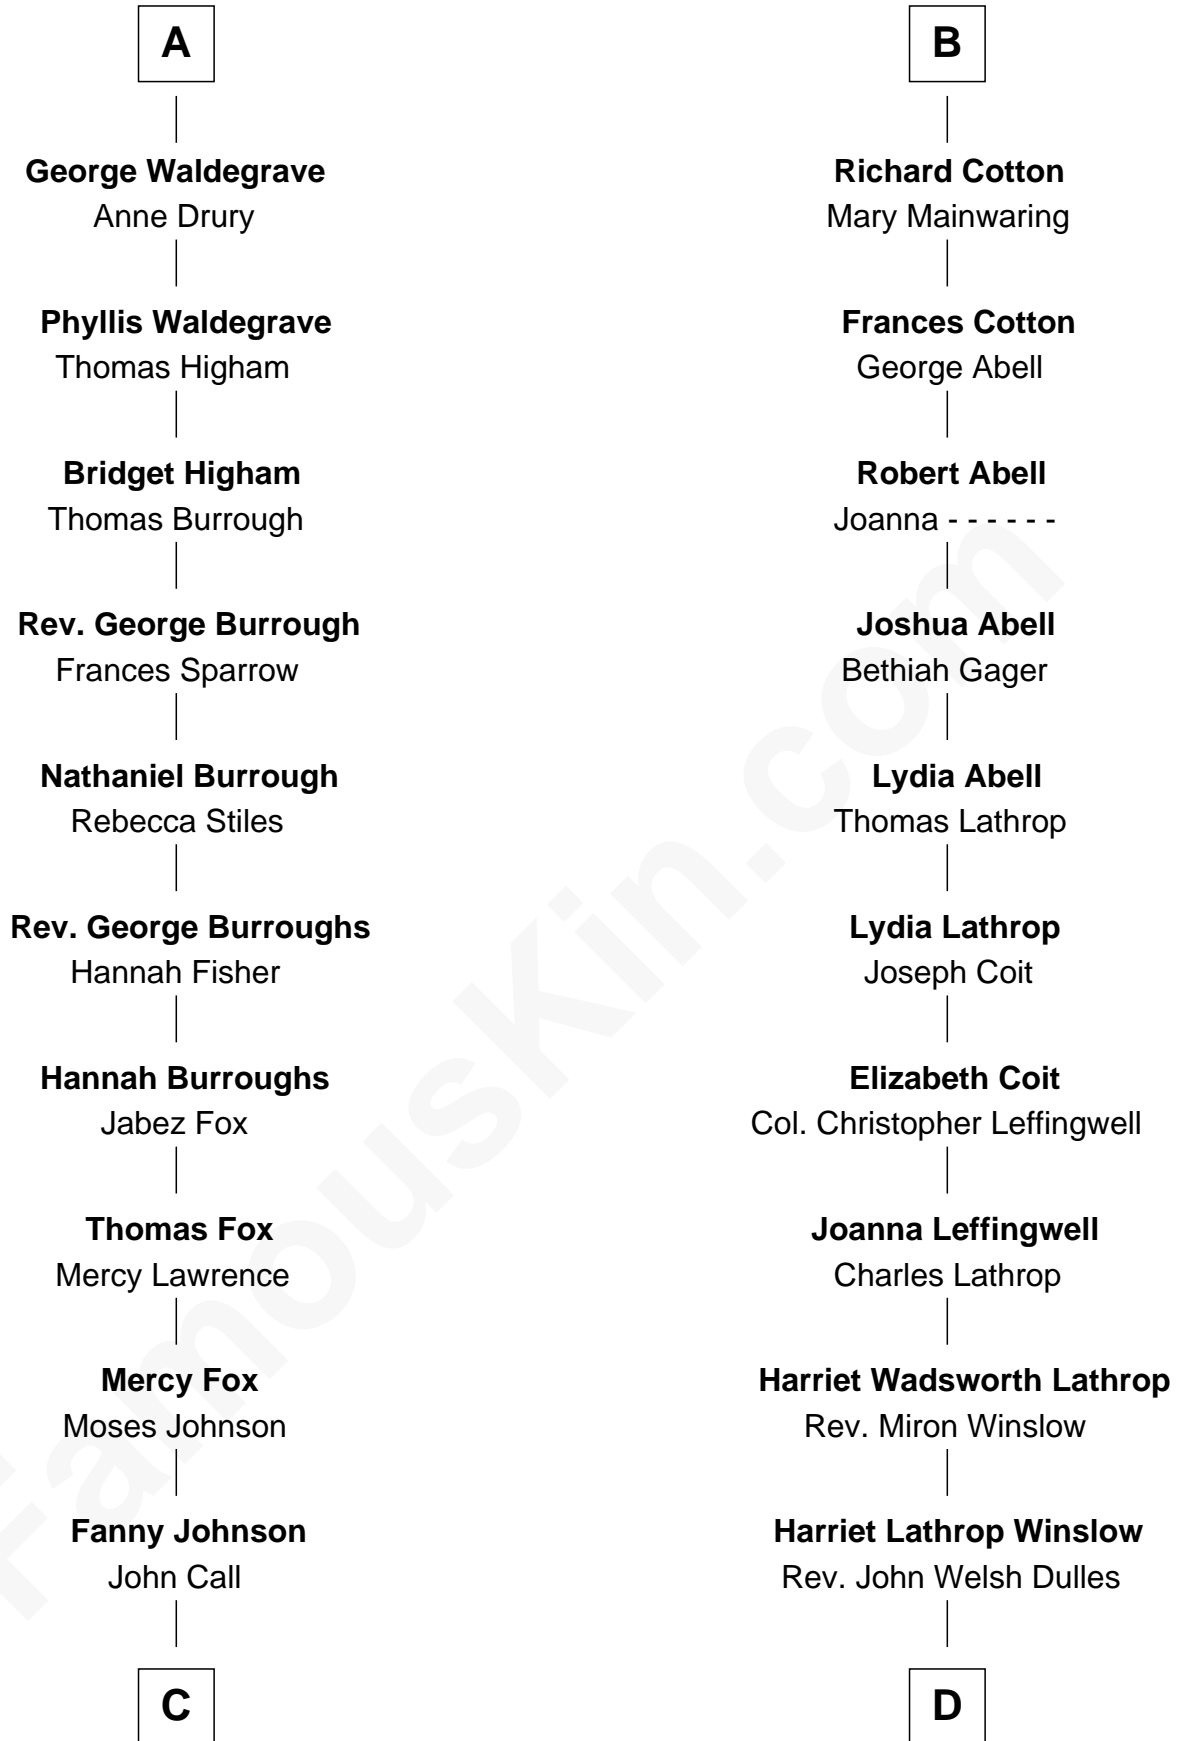 A
George Waldegrave
Anne Drury
Phyllis Waldegrave
Thomas Higham
Bridget Higham
Thomas Burrough
Rev. George Burrough
Frances Sparrow
Nathaniel Burrough
Rebecca Stiles
Rev. George Burroughs
Hannah Fisher
Hannah Burroughs
Jabez Fox
Thomas Fox
Mercy Lawrence
Mercy Fox
Moses Johnson
Fanny Johnson
John Call
C
B
Richard Cotton
Mary Mainwaring
Frances Cotton
George Abell
Robert Abell
Joanna - - - - - -
Joshua Abell
Bethiah Gager
Lydia Abell
Thomas Lathrop
Lydia Lathrop
Joseph Coit
Elizabeth Coit
Col. Christopher Leffingwell
Joanna Leffingwell
Charles Lathrop
Harriet Wadsworth Lathrop
Rev. Miron Winslow
Harriet Lathrop Winslow
Rev. John Welsh Dulles
D
FamousKin.com